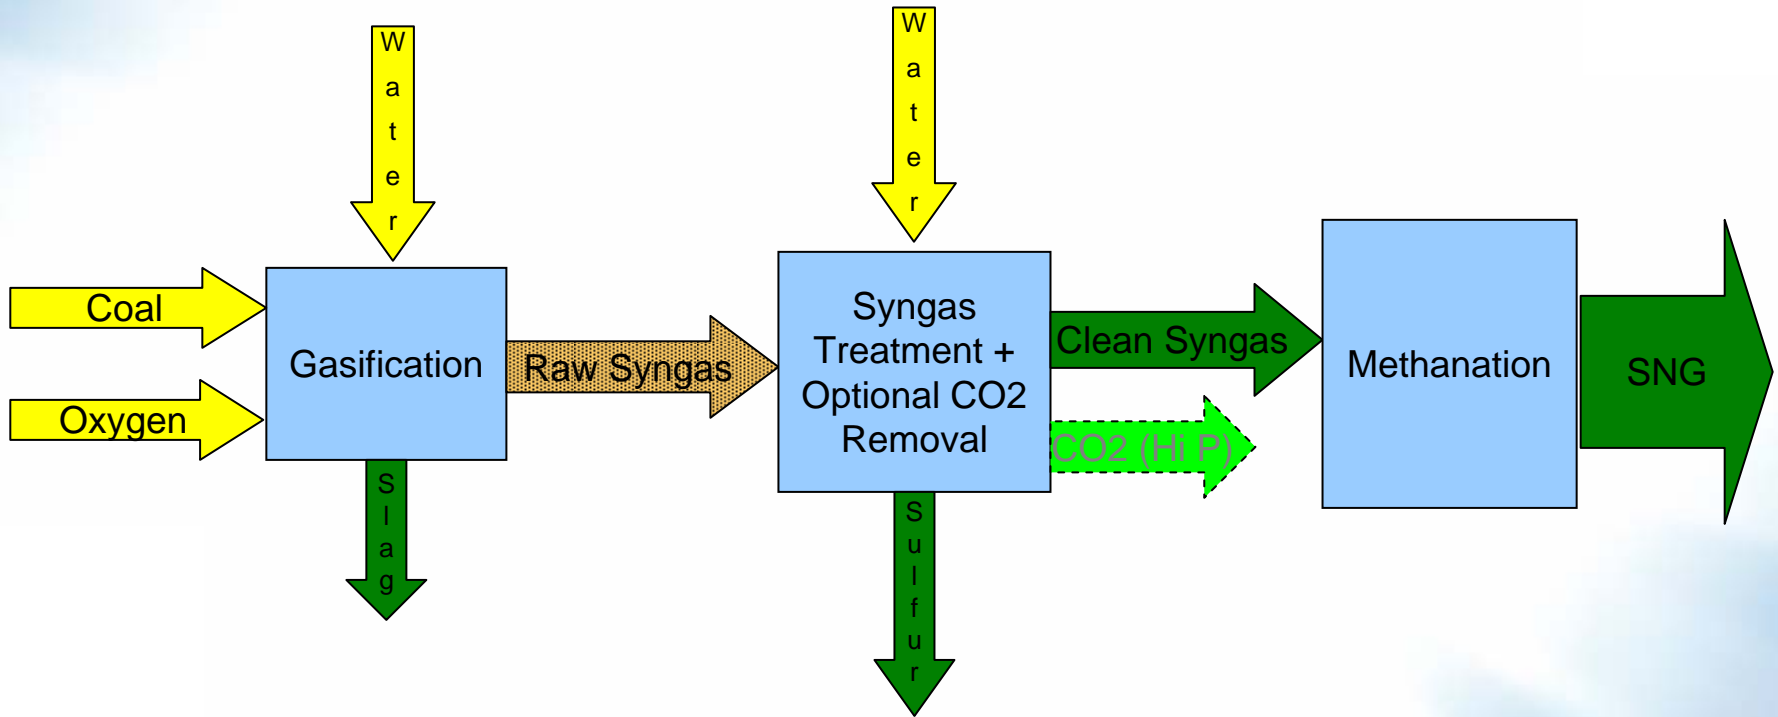 Water
Water
Coal
Oxygen
Gasification
Raw Syngas
Slag
Syngas
Treatment +
Optional CO2
Removal
Clean Syngas
CO2 (Hi P)
Sulfur
Methanation
SNG